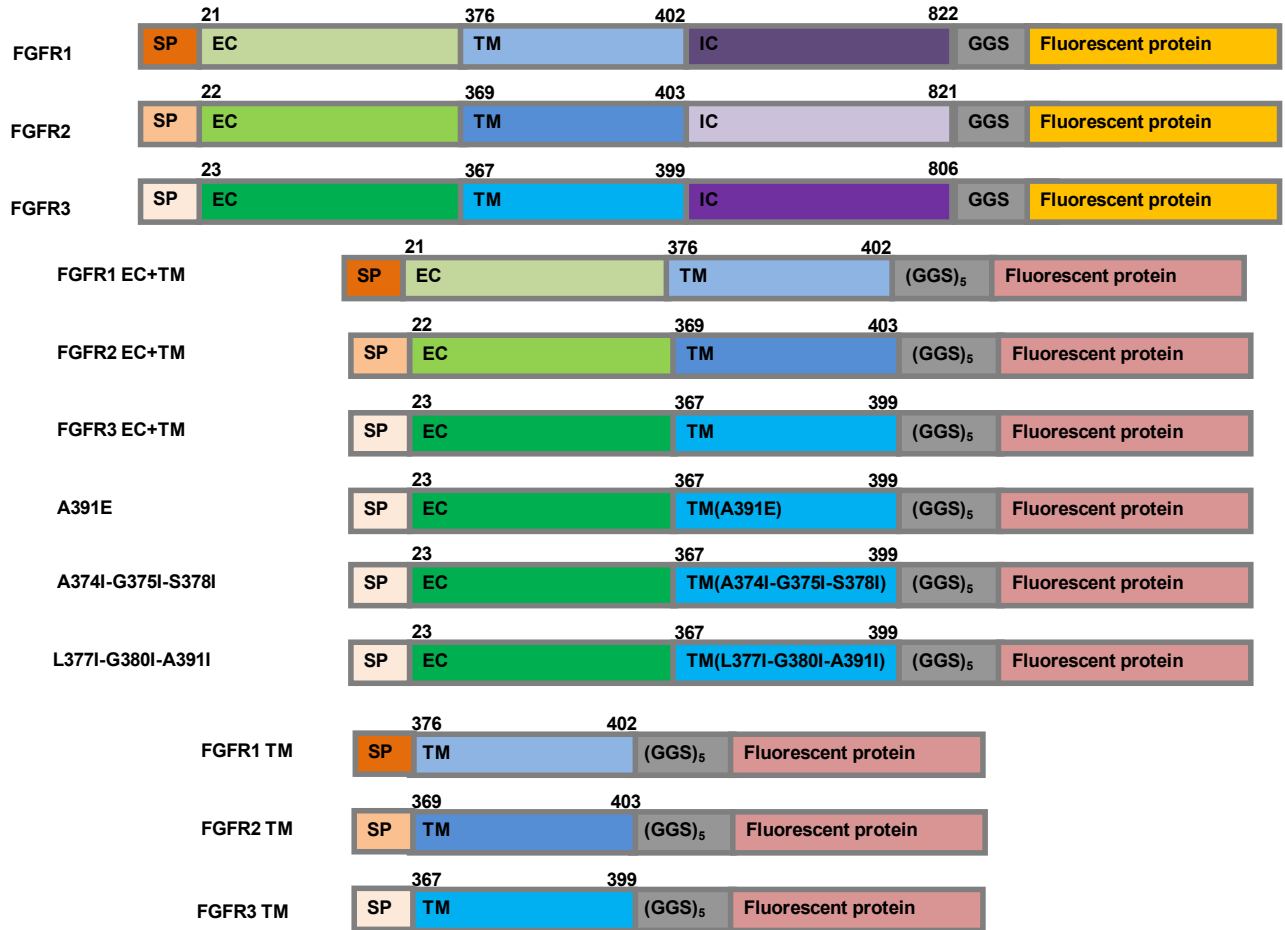 21 376 402 822
FGFR1 SP EC TM IC GGS Fluorescent protein
22 369 403 821
FGFR2 SP EC TM IC GGS Fluorescent protein
23 367 399 806
FGFR3 SP EC TM IC GGS Fluorescent protein
21 376 402
FGFR1 EC+TM SP EC TM (GGS)₅ Fluorescent protein
22 369 403
FGFR2 EC+TM SP EC TM (GGS)₅ Fluorescent protein
23 367 399
FGFR3 EC+TM SP EC TM (GGS)₅ Fluorescent protein
23 367 399
A391E SP EC TM(A391E) (GGS)₅ Fluorescent protein
23 367 399
A374I-G375I-S378I SP EC TM(A374I-G375I-S378I) (GGS)₅ Fluorescent protein
23 367 399
L377I-G380I-A391I SP EC TM(L377I-G380I-A391I) (GGS)₅ Fluorescent protein
376 402
FGFR1 TM SP TM (GGS)₅ Fluorescent protein
369 403
FGFR2 TM SP TM (GGS)₅ Fluorescent protein
367 399
FGFR3 TM SP TM (GGS)₅ Fluorescent protein